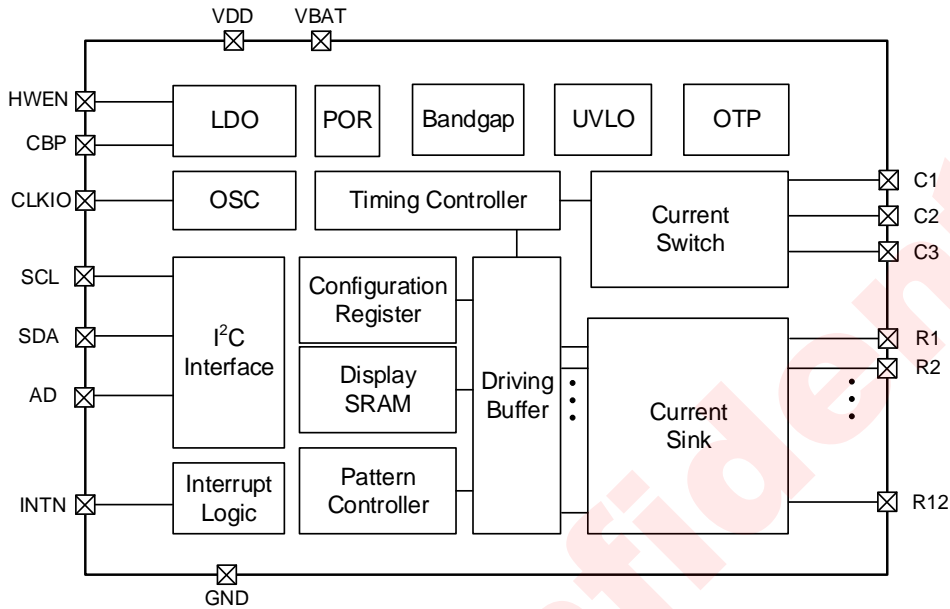 VDD
VBAT
HWEN
CBP
CLKIO
SCL
SDA
AD
INTN
GND
LDO
POR
Bandgap
UVLO
OTP
OSC
Timing Controller
Current
Switch
I²C
Interface
Configuration
Register
Display
SRAM
Driving
Buffer
Current
Sink
Interrupt
Logic
Pattern
Controller
C1
C2
C3
R1
R2
R12